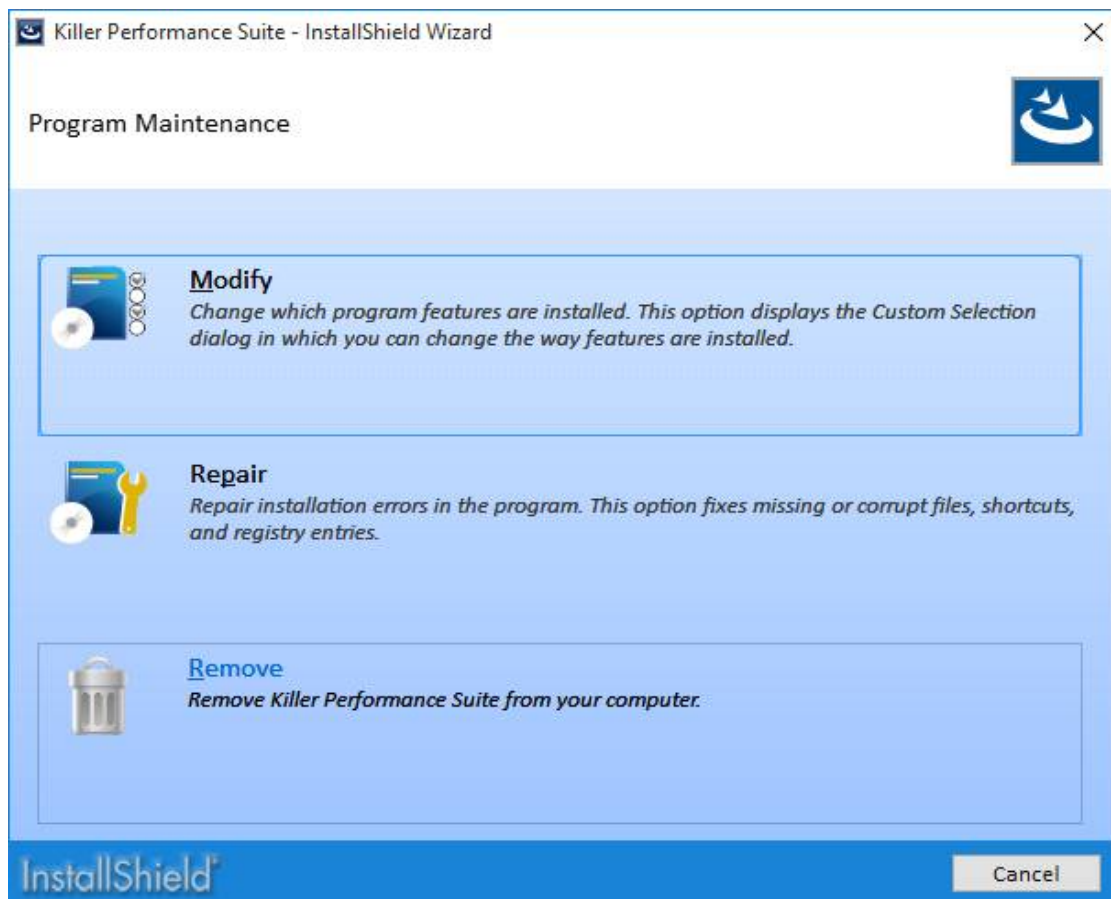 Killer Performance Suite - InstallShield Wizard
Program Maintenance
Modify
Change which program features are installed. This option displays the Custom Selection
dialog in which you can change the way features are installed.
Repair
Repair installation errors in the program. This option fixes missing or corrupt files, shortcuts,
and registry entries.
Remove
Remove Killer Performance Suite from your computer.
InstallShield®
Cancel